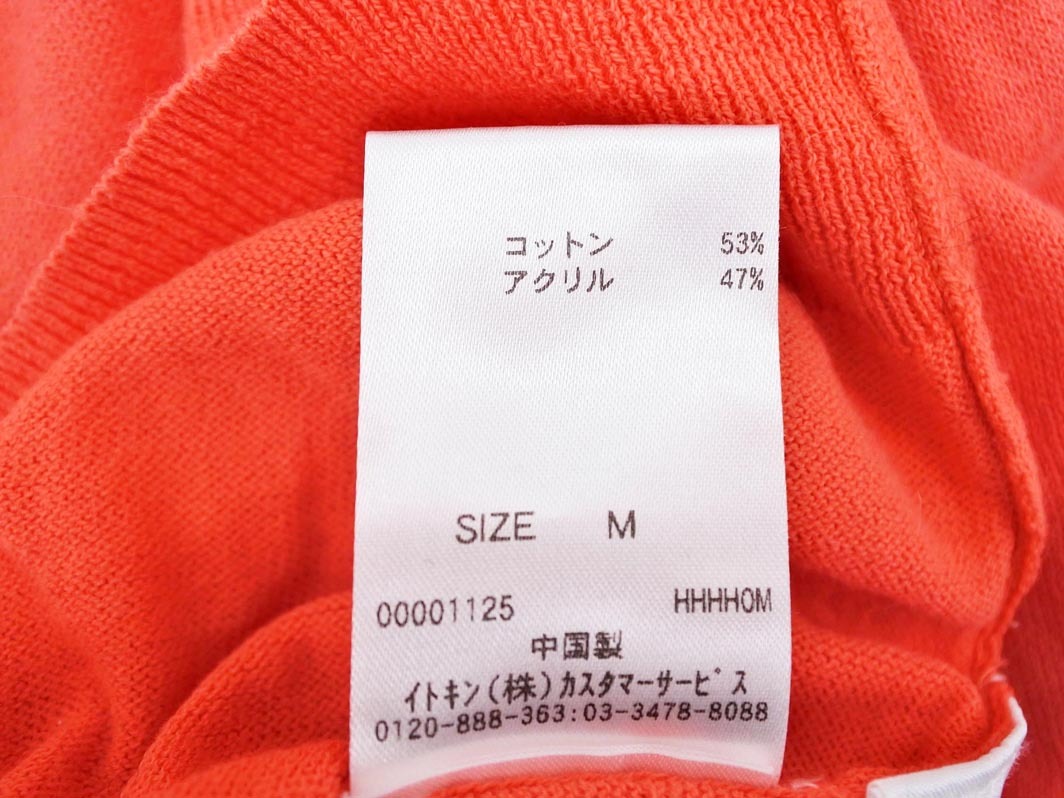 コットン 53%
アクリル 47%
SIZE M
00001125 HHHHOM
中国製
イトキン(株)カスタマーサービス
0120-888-363:03-3478-8088